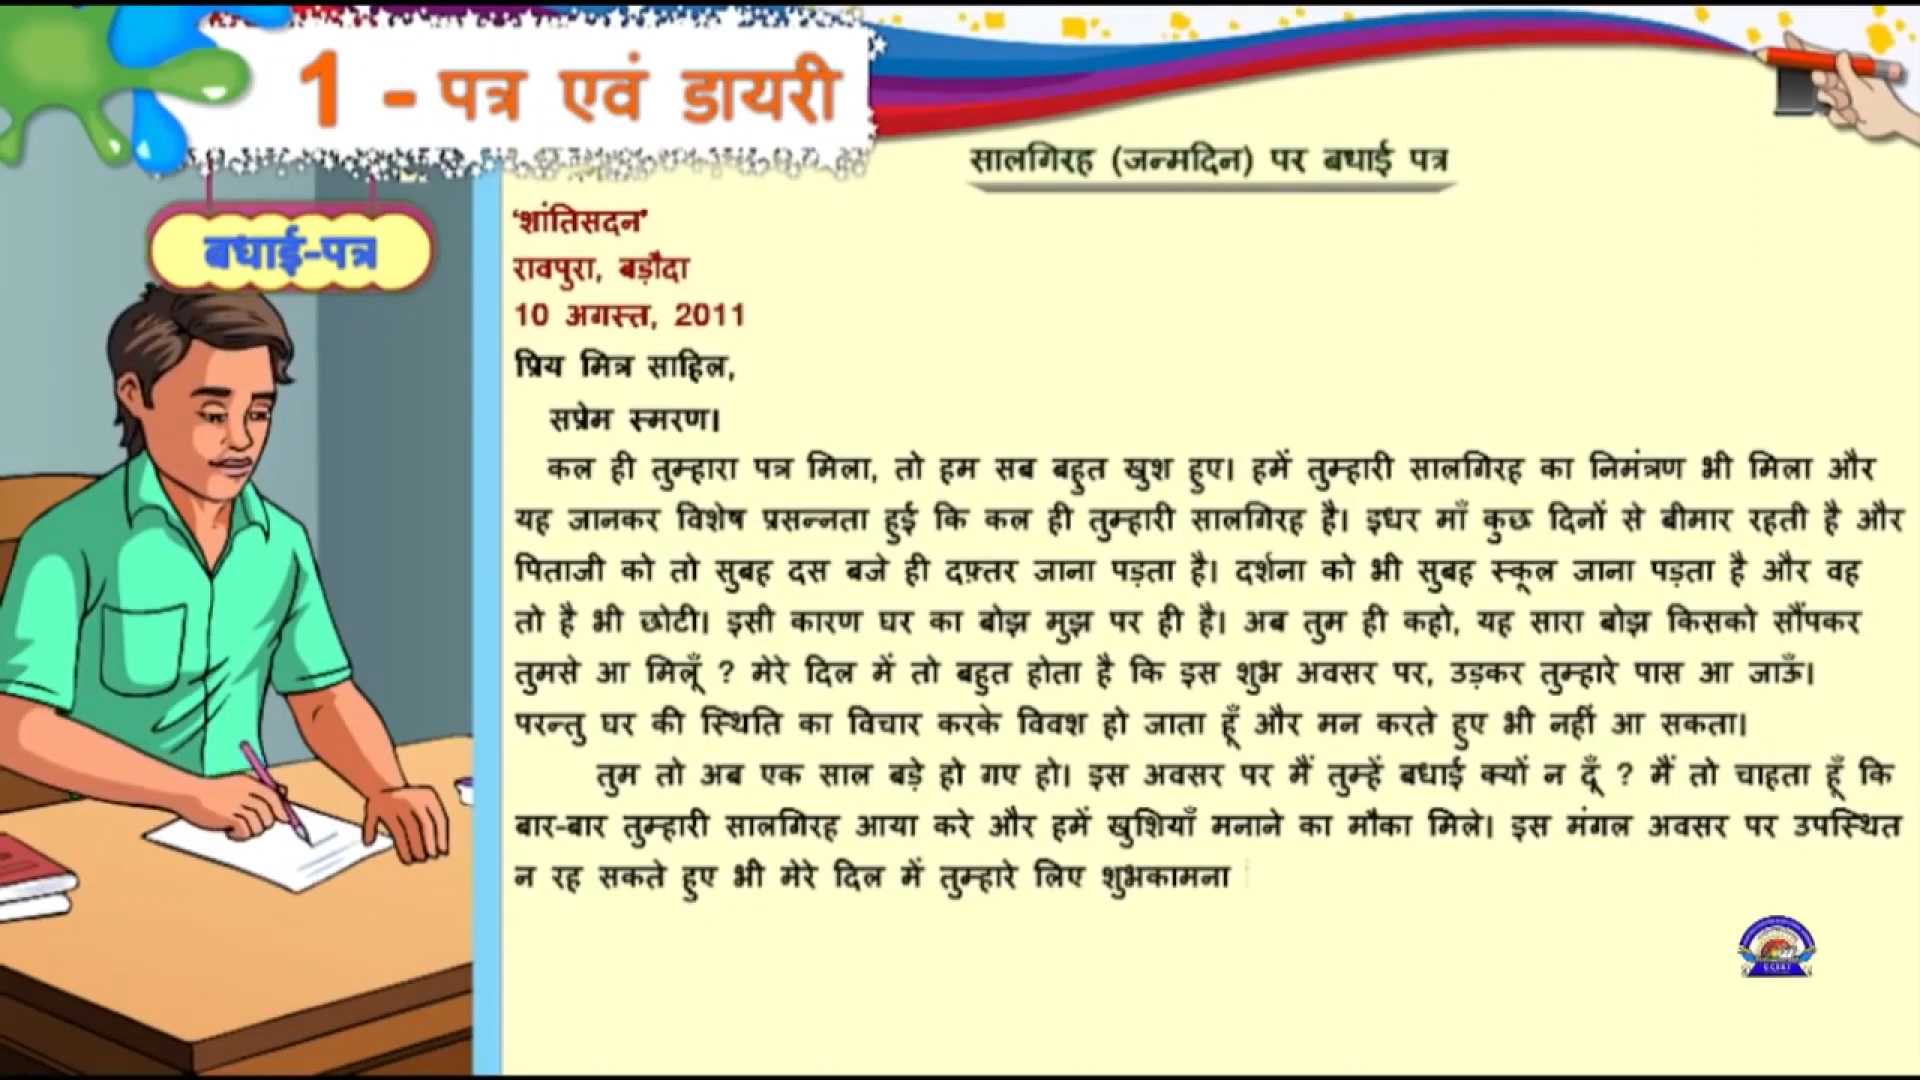 1 - पत्र एवं डायरी
सालगिरह (जन्मदिन) पर बधाई पत्र
बधाई-पत्र
‘शांतिसदन’
रावपुरा, बड़ौदा
10 अगस्त, 2011
प्रिय मित्र साहिल,
सप्रेम स्मरण।
कल ही तुम्हारा पत्र मिला, तो हम सब बहुत खुश हुए। हमें तुम्हारी सालगिरह का निमंत्रण भी मिला और
यह जानकर विशेष प्रसन्नता हुई कि कल ही तुम्हारी सालगिरह है। इधर माँ कुछ दिनों से बीमार रहती है और
पिताजी को तो सुबह दस बजे ही दफ़्तर जाना पड़ता है। दर्शना को भी सुबह स्कूल जाना पड़ता है और वह
तो है भी छोटी। इसी कारण घर का बोझ मुझ पर ही है। अब तुम ही कहो, यह सारा बोझ किसको सौंपकर
तुमसे आ मिलूँ ? मेरे दिल में तो बहुत होता है कि इस शुभ अवसर पर, उड़कर तुम्हारे पास आ जाऊँ।
परन्तु घर की स्थिति का विचार करके विवश हो जाता हूँ और मन करते हुए भी नहीं आ सकता।
तुम तो अब एक साल बड़े हो गए हो। इस अवसर पर मैं तुम्हें बधाई क्यों न दूँ ? मैं तो चाहता हूँ कि
बार-बार तुम्हारी सालगिरह आया करे और हमें खुशियाँ मनाने का मौका मिले। इस मंगल अवसर पर उपस्थित
न रह सकते हुए भी मेरे दिल में तुम्हारे लिए शुभकामना